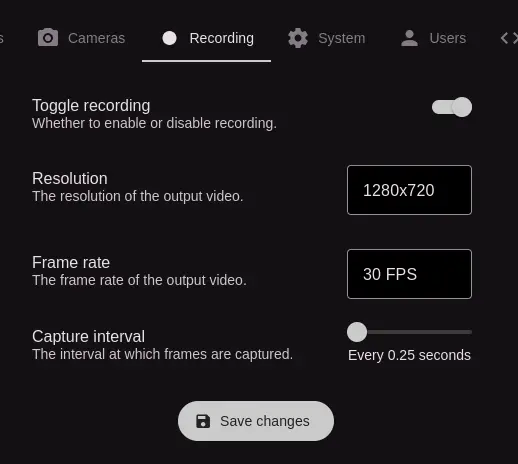 s
Cameras
Recording
System
Users
Toggle recording
Whether to enable or disable recording.
Resolution
The resolution of the output video.
1280x720
Frame rate
The frame rate of the output video.
30 FPS
Capture interval
The interval at which frames are captured.
Every 0.25 seconds
Save changes